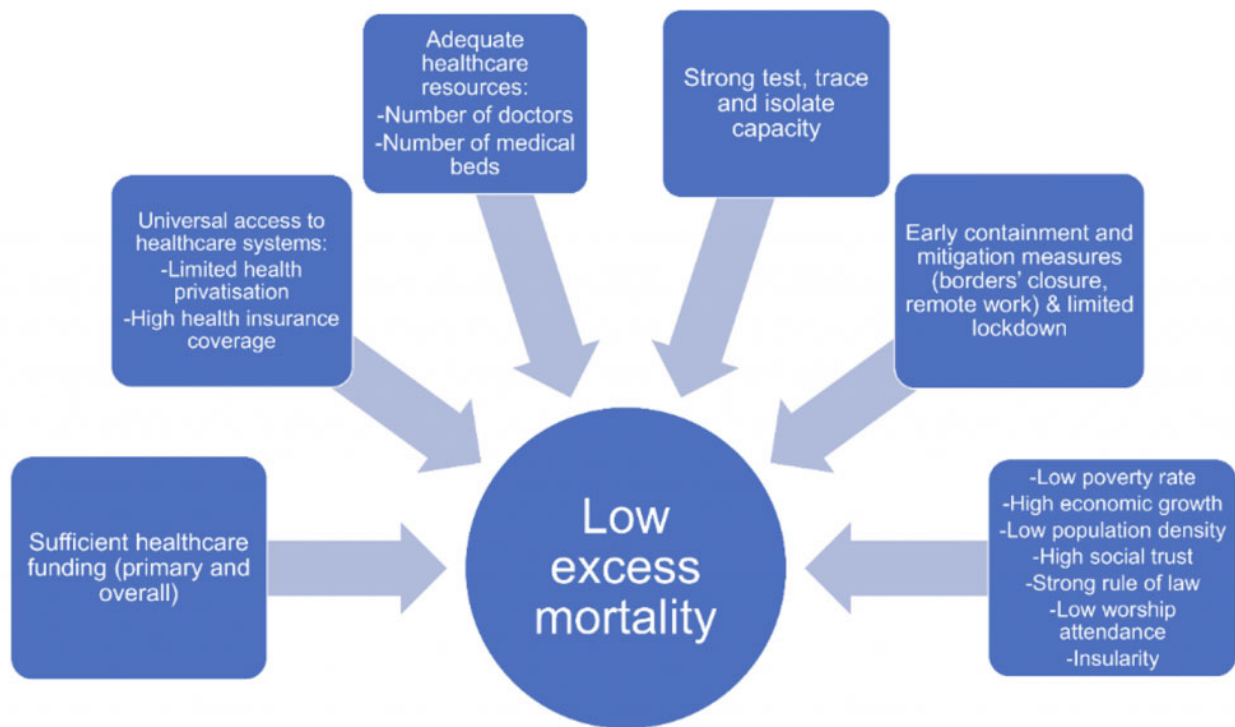 Adequate
healthcare
resources:
-Number of doctors
-Number of medical
beds
Strong test, trace
and isolate
capacity
Universal access to
healthcare systems:
-Limited health
privatisation
-High health insurance
coverage
Early containment and
mitigation measures
(borders’ closure,
remote work) & limited
lockdown
Sufficient healthcare
funding (primary and
overall)
Low
excess
mortality
-Low poverty rate
-High economic growth
-Low population density
-High social trust
-Strong rule of law
-Low worship
attendance
-Insularity